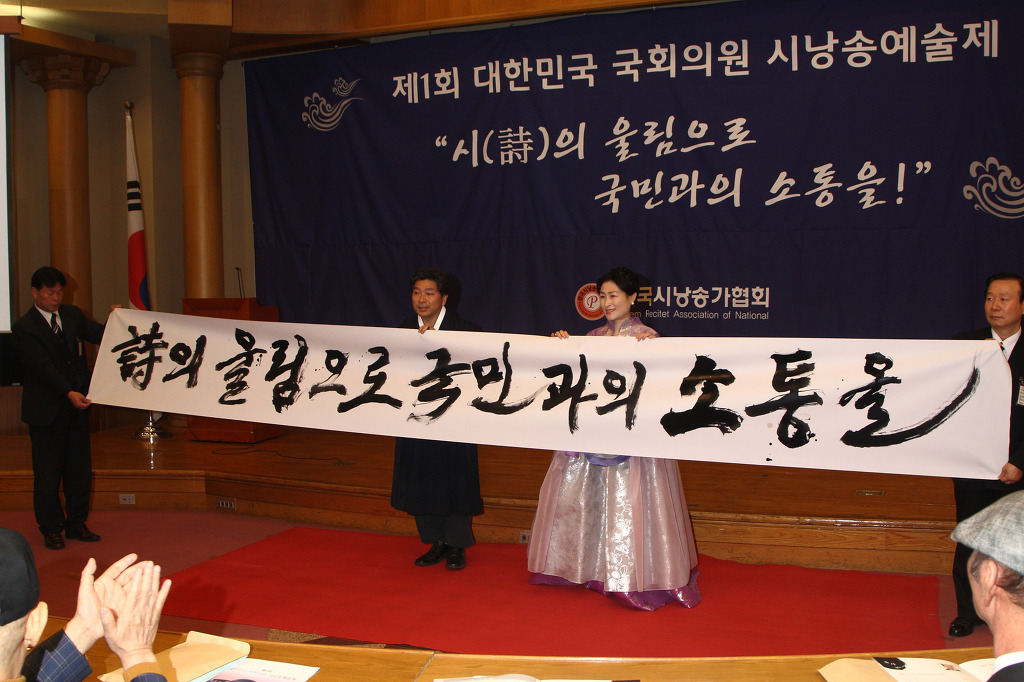 제1회 대한민국 국회의원 시낭송예술제
“시(詩)의 울림으로
국민과의 소통을!”
국시낭송가협회
em Recitet Association of National
詩의 울림으로 국민과의 소통을